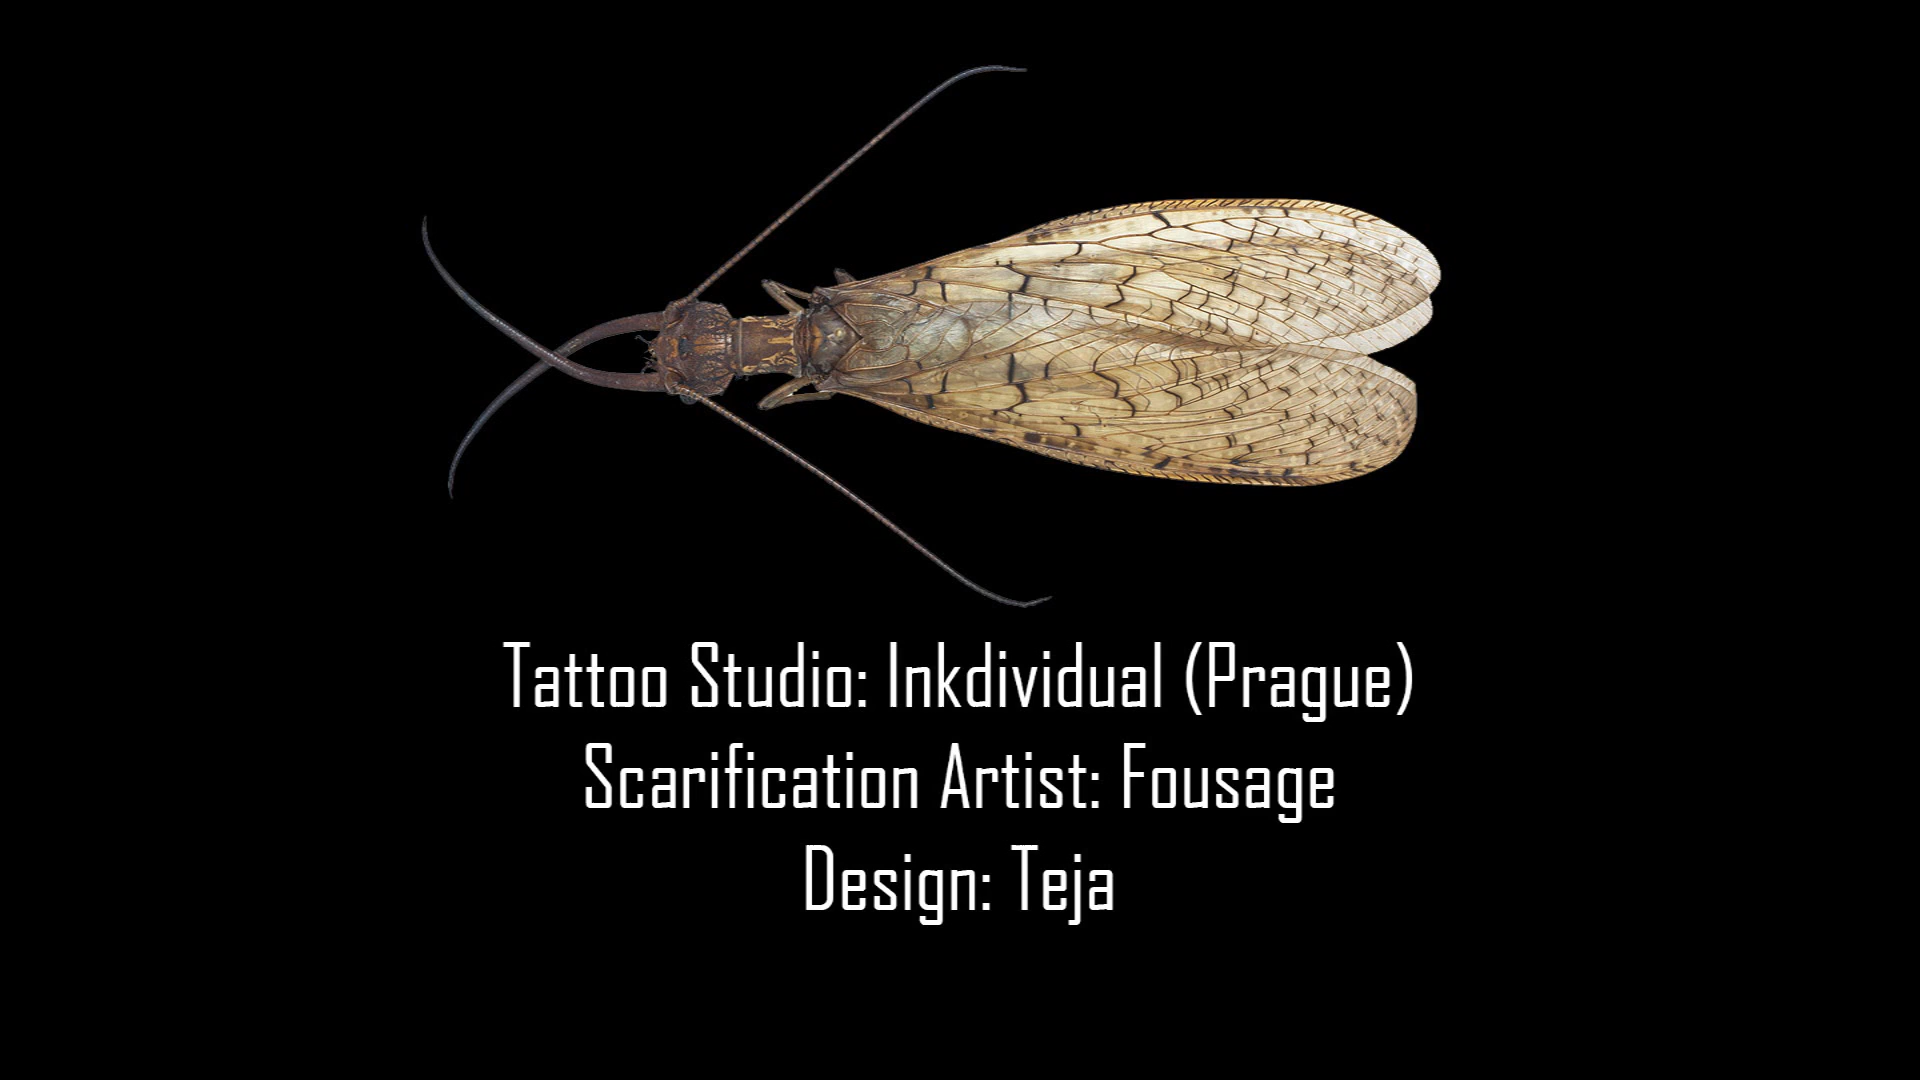 Tattoo Studio: Inkdividual (Prague)
Scarification Artist: Fousage
Design: Teja